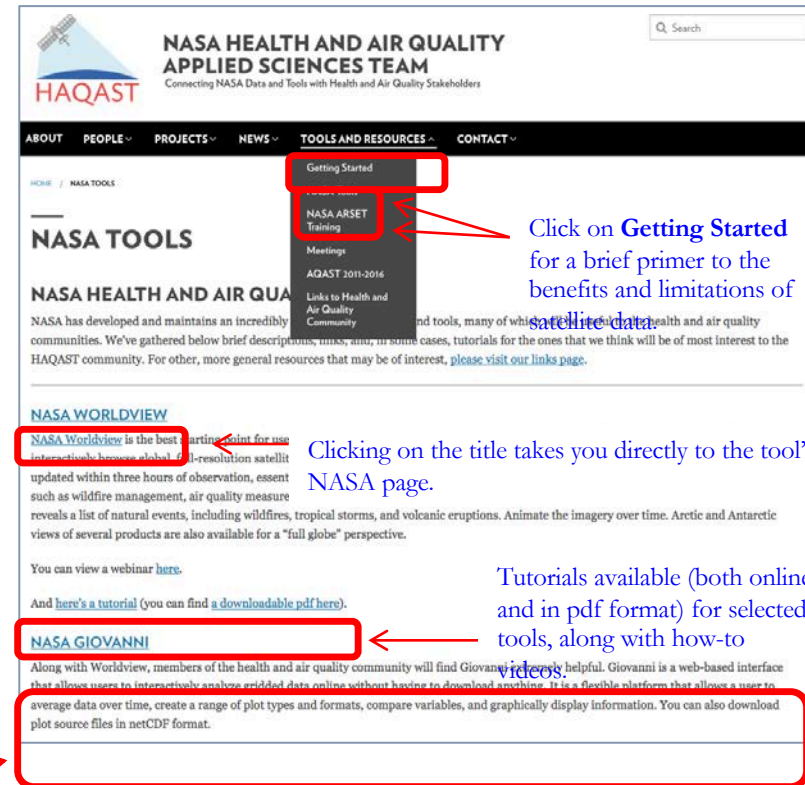 HAQAST
NASA HEALTH AND AIR QUALITY
APPLIED SCIENCES TEAM
Connecting NASA Data and Tools with Health and Air Quality Stakeholders
Search
ABOUT PEOPLE PROJECTS NEWS TOOLS AND RESOURCES CONTACT
HOME / NASA TOOLS
Getting Started
NASA ARSET
Training
Meetings
AQAST 2011-2016
Links to Health and
Air Quality
Community
Click on Getting Started
for a brief primer to the
benefits and limitations of
satellite data.
NASA TOOLS
NASA HEALTH AND AIR QUA
NASA has developed and maintains an incredibly nd tools, many of which health and air quality
communities. We've gathered below brief descriptions, links, and, in some cases, tutorials for the ones that we think will be of most interest to the
HAQAST community. For other, more general resources that may be of interest, please visit our links page.
NASA WORLDVIEW
NASA Worldview is the best starting point for use
interactively browse global, full-resolution satellit
updated within three hours of observation, essent
such as wildfire management, air quality measure
reveals a list of natural events, including wildfires, tropical storms, and volcanic eruptions. Animate the imagery over time. Arctic and Antarctic
views of several products are also available for a "full globe" perspective.
Clicking on the title takes you directly to the tool'
NASA page.
You can view a webinar here.
And here's a tutorial (you can find a downloadable pdf here).
Tutorials available (both online
and in pdf format) for selected
tools, along with how-to
videos.
NASA GIOVANNI
Along with Worldview, members of the health and air quality community will find Giovanni extremely helpful. Giovanni is a web-based interface
that allows users to interactively analyze gridded data online without having to download anything. It is a flexible platform that allows a user to
average data over time, create a range of plot types and formats, compare variables, and graphically display information. You can also download
plot source files in netCDF format.